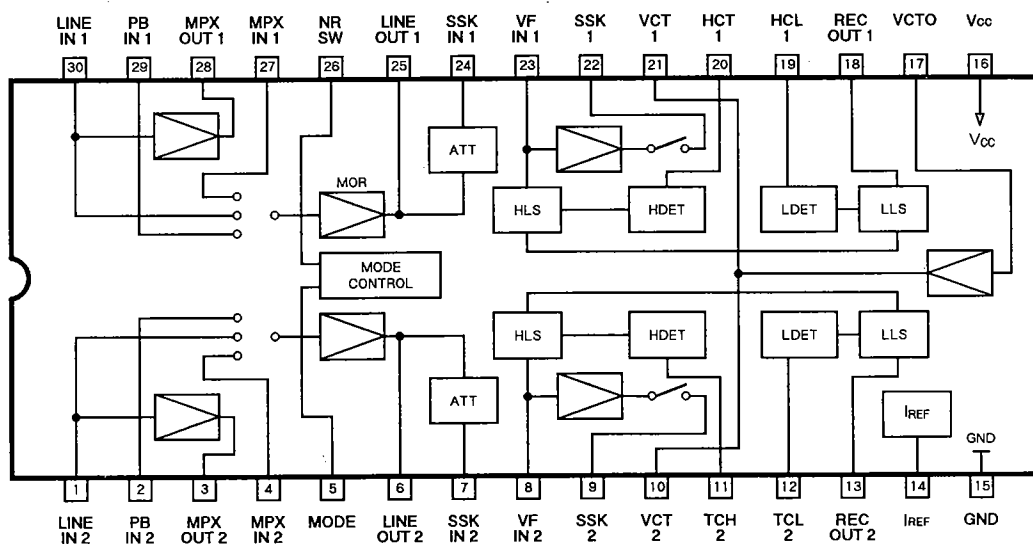 LINE IN 1 PB IN 1 MPX OUT 1 MPX IN 1 NR SW LINE OUT 1 SSK IN 1 VF IN 1 SSK 1 VCT 1 HCT 1 HCL 1 REC OUT 1 VCTO Vcc
30 29 28 27 26 25 24 23 22 21 20 19 18 17 16
VCC
ATT
MOR
HLS HDET LDET LLS
MODE CONTROL
HLS HDET LDET LLS
ATT
IREF
GND
1 2 3 4 5 6 7 8 9 10 11 12 13 14 15
LINE IN 2 PB IN 2 MPX OUT 2 MPX IN 2 MODE LINE OUT 2 SSK IN 2 VF IN 2 SSK 2 VCT 2 TCH 2 TCL 2 REC OUT 2 IREF GND